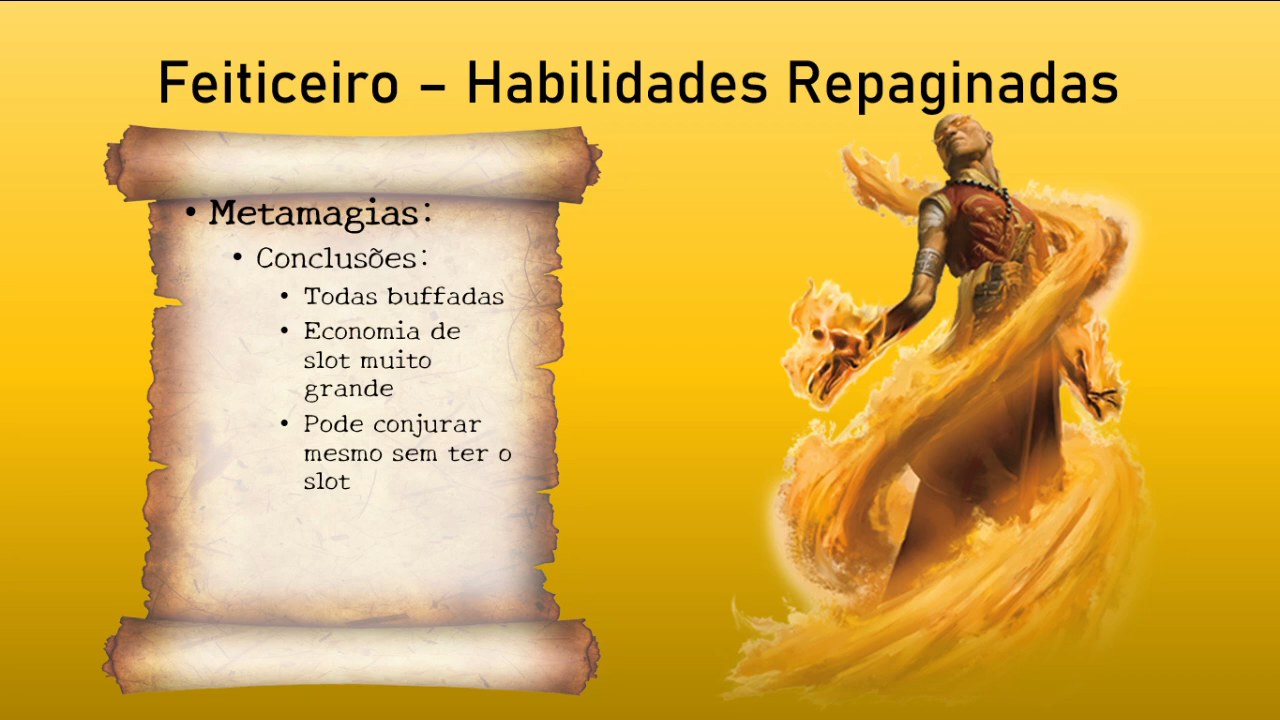 Feiticeiro – Habilidades Repaginadas
• Metamagias:
• Conclusões:
• Todas buffadas
• Economia de
slot muito
grande
• Pode conjurar
mesmo sem ter o
slot